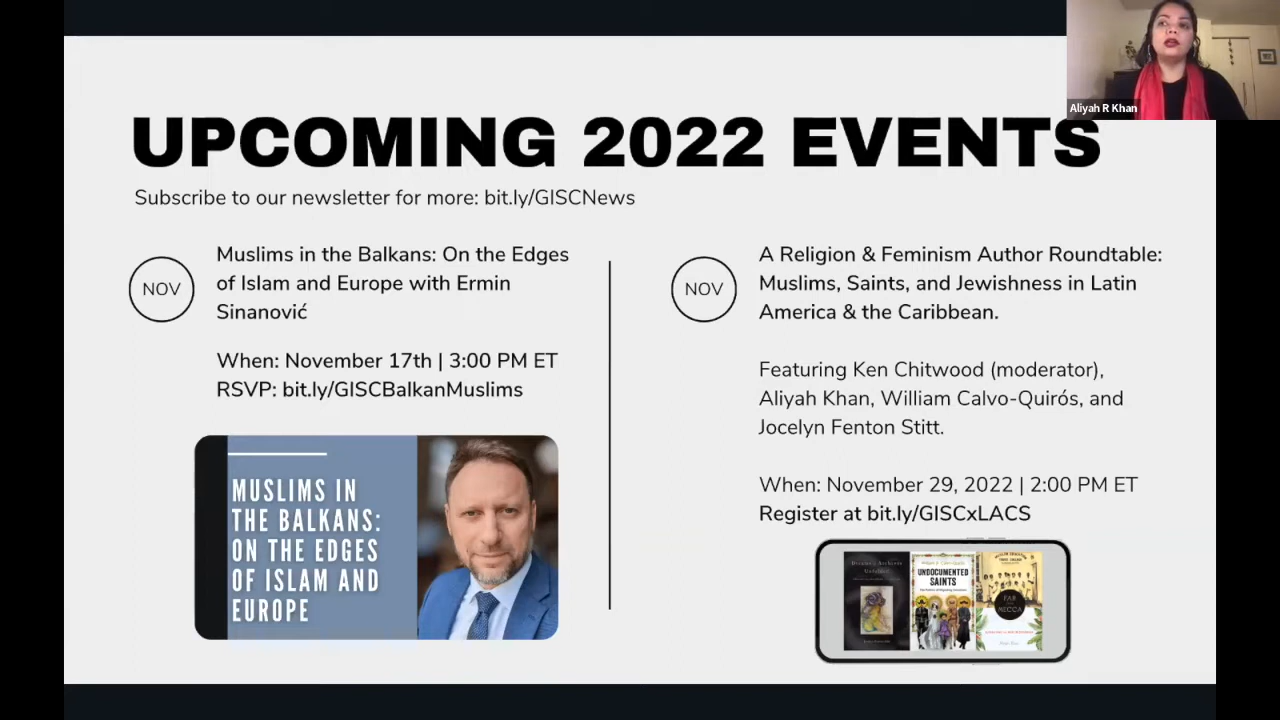 Aliyah R Khan
UPCOMING 2022 EVENTS
Subscribe to our newsletter for more: bit.ly/GISCNews
NOV
Muslims in the Balkans: On the Edges
of Islam and Europe with Ermin
Sinanović
When: November 17th | 3:00 PM ET
RSVP: bit.ly/GISCBalkanMuslims
MUSLIMS IN
THE BALKANS:
ON THE EDGES
OF ISLAM AND
EUROPE
NOV
A Religion & Feminism Author Roundtable:
Muslims, Saints, and Jewishness in Latin
America & the Caribbean.
Featuring Ken Chitwood (moderator),
Aliyah Khan, William Calvo-Quirós, and
Jocelyn Fenton Stitt.
When: November 29, 2022 | 2:00 PM ET
Register at bit.ly/GISCxLACS
UNDOCUMENTED
SAINTS
FAR
MECCA